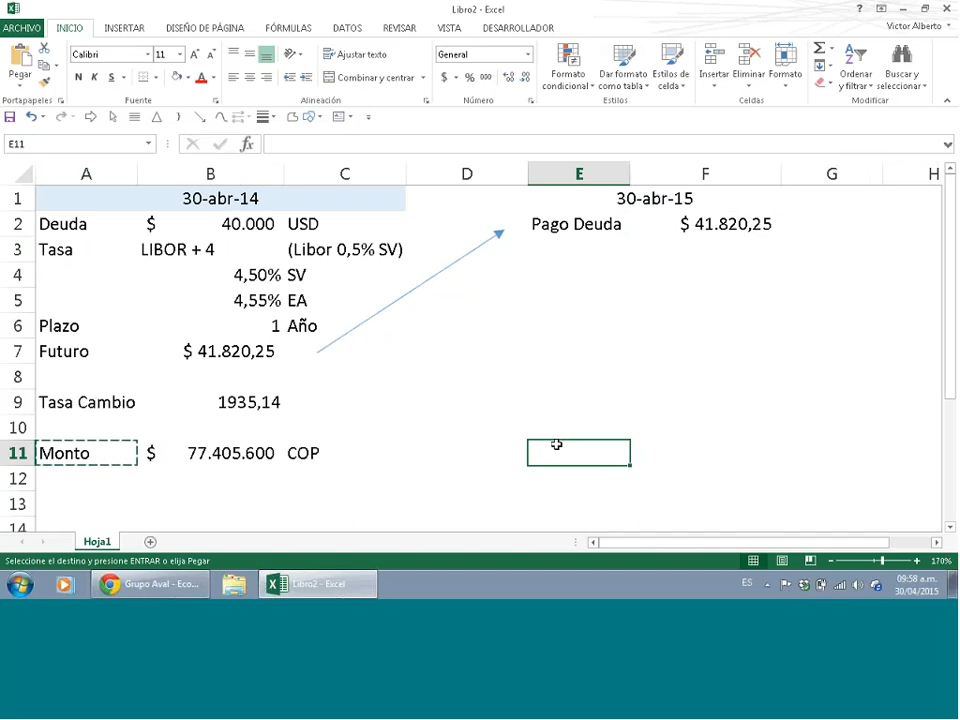 Libro2 - Excel
ARCHIVO INICIO INSERTAR DISEÑO DE PÁGINA FÓRMULAS DATOS REVISAR VISTA DESARROLLADOR Victor Alberto
Pegar
Calibri 11
N K S
Ajustar texto
Combinar y centrar
General
$ % 000
Formato condicional
Dar formato como tabla
Estilos de celda
Insertar Eliminar Formato
Ordenar y filtrar
Buscar y seleccionar
Portapapeles Fuente Alineación Número Estilos Celdas Modificar
E11 fx
A B C D E F G H
1 30-abr-14 30-abr-15
2 Deuda $ 40.000 USD Pago Deuda $ 41.820,25
3 Tasa LIBOR + 4 (Libor 0,5% SV)
4 4,50% SV
5 4,55% EA
6 Plazo 1 Año
7 Futuro $ 41.820,25
8
9 Tasa Cambio 1935,14
10
11 Monto $ 77.405.600 COP
12
13
14
Hoja1
Seleccione el destino y presione ENTRAR o elija Pegar 170%
Grupo Aval - Eco... Libro2 - Excel ES 09:58 a.m.
30/04/2015